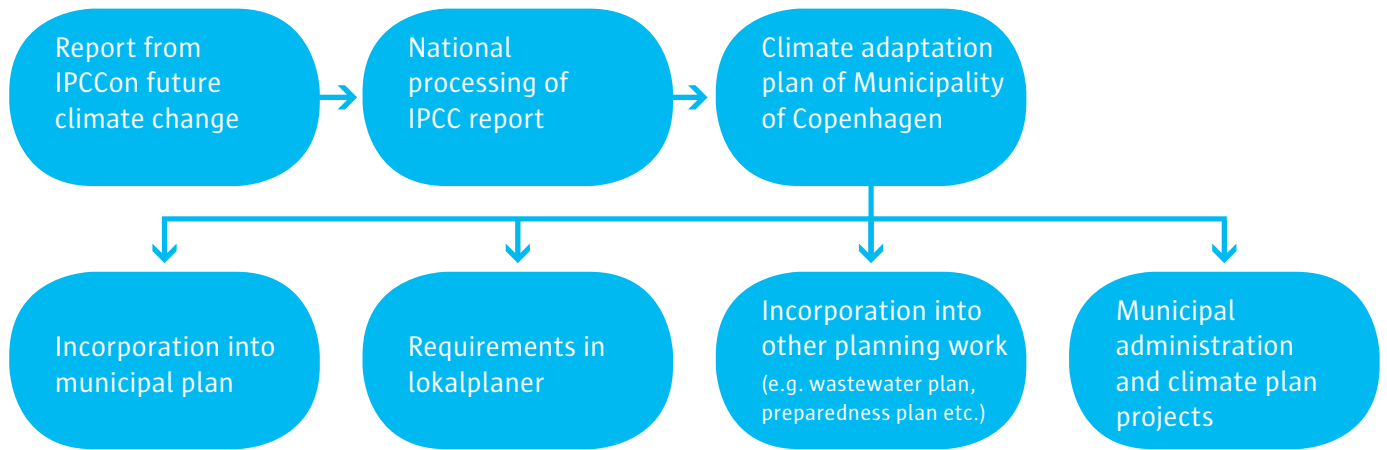 Report from
IPCCon future
climate change
National
processing of
IPCC report
Climate adaptation
plan of Municipality
of Copenhagen
Incorporation into
municipal plan
Requirements in
lokalplaner
Incorporation into
other planning work
(e.g. wastewater plan,
preparedness plan etc.)
Municipal
administration
and climate plan
projects